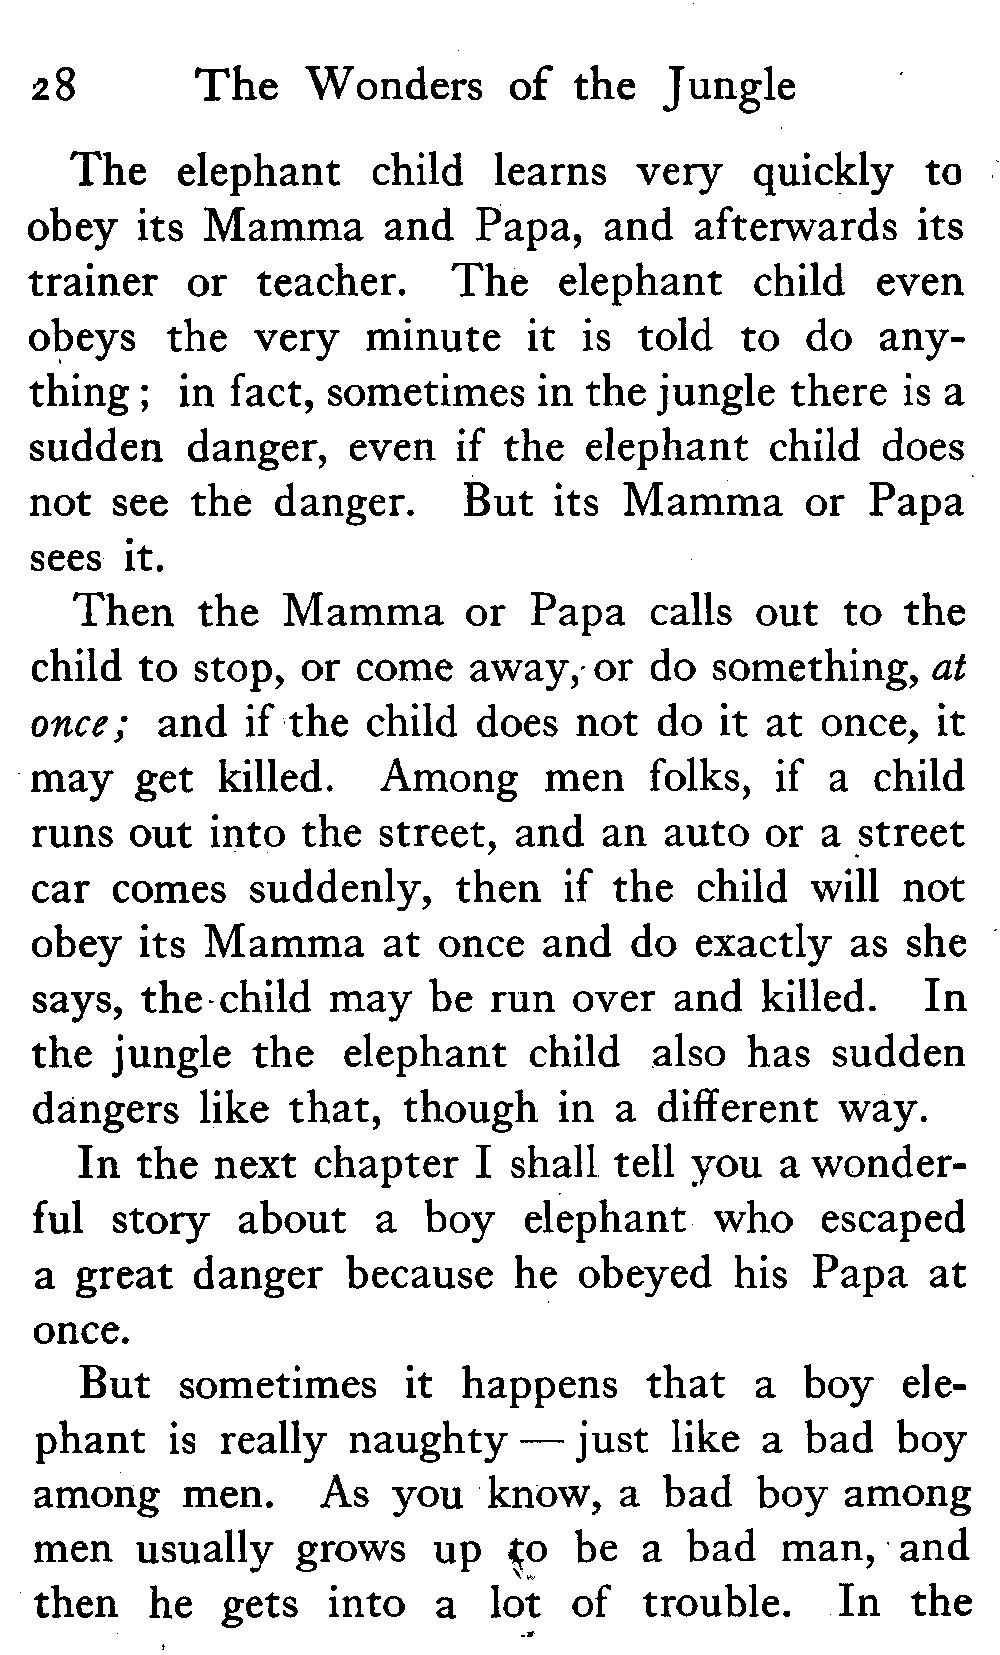 28 The Wonders of the Jungle
The elephant child learns very quickly to
obey its Mamma and Papa, and afterwards its
trainer or teacher. The elephant child even
obeys the very minute it is told to do any-
thing; in fact, sometimes in the jungle there is a
sudden danger, even if the elephant child does
not see the danger. But its Mamma or Papa
sees it.
Then the Mamma or Papa calls out to the
child to stop, or come away, or do something, at
once; and if the child does not do it at once, it
may get killed. Among men folks, if a child
runs out into the street, and an auto or a street
car comes suddenly, then if the child will not
obey its Mamma at once and do exactly as she
says, the child may be run over and killed. In
the jungle the elephant child also has sudden
dangers like that, though in a different way.
In the next chapter I shall tell you a wonder-
ful story about a boy elephant who escaped
a great danger because he obeyed his Papa at
once.
But sometimes it happens that a boy ele-
phant is really naughty — just like a bad boy
among men. As you know, a bad boy among
men usually grows up to be a bad man, and
then he gets into a lot of trouble. In the